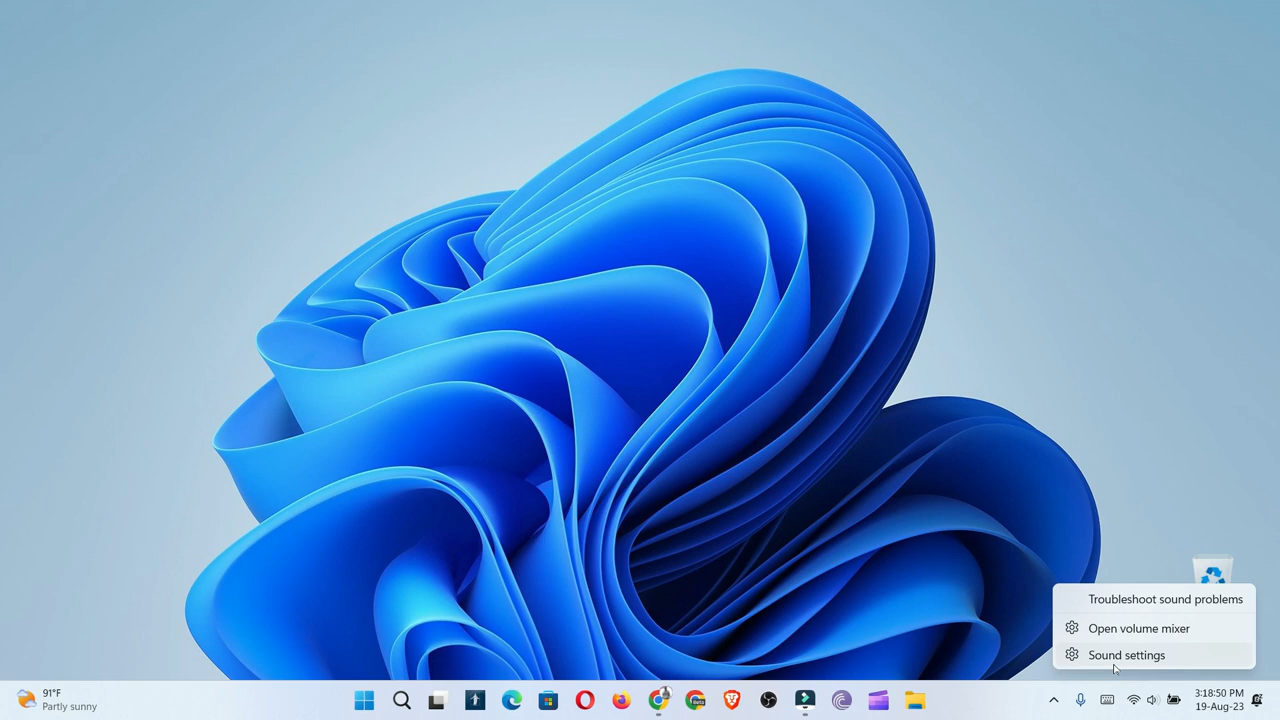 Troubleshoot sound problems
Open volume mixer
Sound settings
91°F
Partly sunny
3:18:50 PM
19-Aug-23